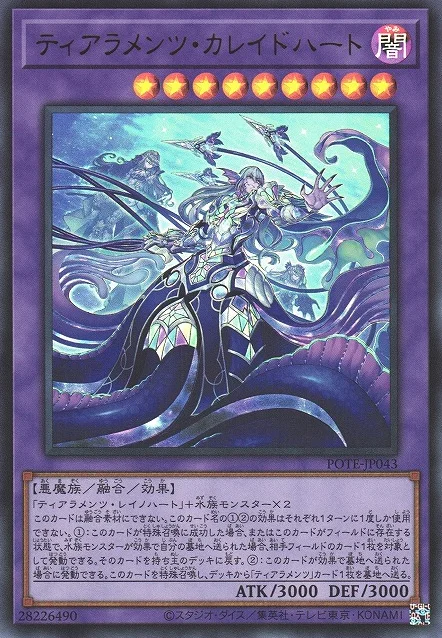 ティアラメンツ・カレイドハート
闇
POTE-JP043
【悪魔族/融合/効果】
「ティアラメンツ・レイノハート」+水族モンスター×2
このカードは融合素材にできない。このカード名の①②の効果はそれぞれ1ターンに1度しか使用
できない。①:このカードが特殊召喚に成功した場合、またはこのカードがフィールドに存在する
状態で、水族モンスターが効果で自分の墓地へ送られた場合、相手フィールドのカード1枚を対象と
して発動できる。そのカードを持ち主のデッキに戻す。②:このカードが効果で墓地へ送られた
場合に発動できる。このカードを特殊召喚し、デッキから「ティアラメンツ」カード1枚を墓地へ送る。
ATK/3000 DEF/3000
28226490
©スタジオ・ダイス/集英社・テレビ東京・KONAMI